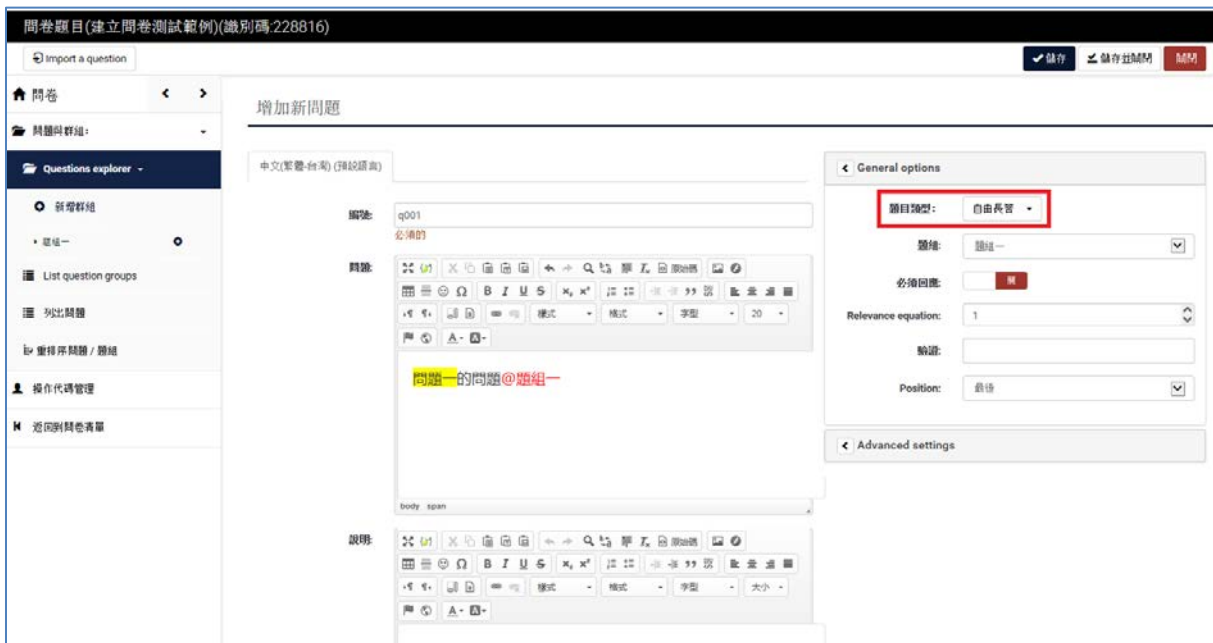 問卷題目(建立問卷測試範例)(識別碼:228816)
Import a question
儲存
儲存並關閉
關閉
問卷
問題與群組:
Questions explorer
新增群組
題組一
List question groups
列出問題
重排序問題 / 題組
操作代碼管理
返回到問卷清單
增加新問題
中文(繁體-台灣) (預設語言)
編號:
q001
必須的
問題:
原始碼
B I U S
樣式
格式
字型
20
問題一的問題@題組一
body span
說明:
原始碼
B I U S
樣式
格式
字型
大小
General options
題目類型:
自由長答
題組:
題組一
必須回應:
關
Relevance equation:
1
驗證:
Position:
最後
Advanced settings